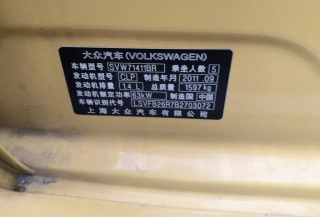 大众汽车(VOLKSWAGEN)
车辆型号 SVW71411BR 乘坐人数 5
发动机型号 CLP 制造年月 2011.09
发动机排量 1.4 L 总质量 1597 kg
发动机额定功率 63kW 制造国 中国
车辆识别代号 LSVFB26R7B2703072
上海大众汽车有限公司